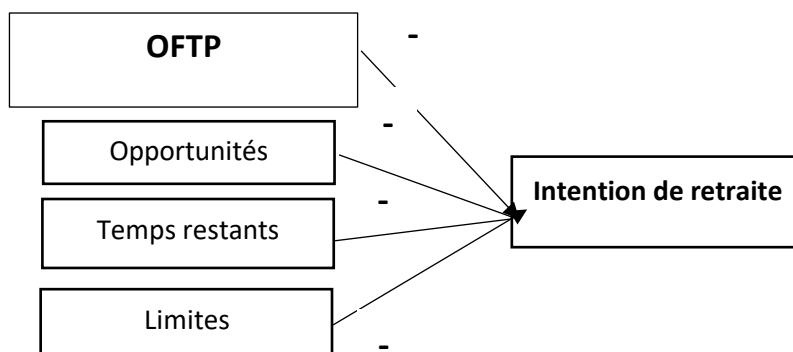 OFTP
-
-
Opportunités
Intention de retraite
-
Temps restants
Limites
-